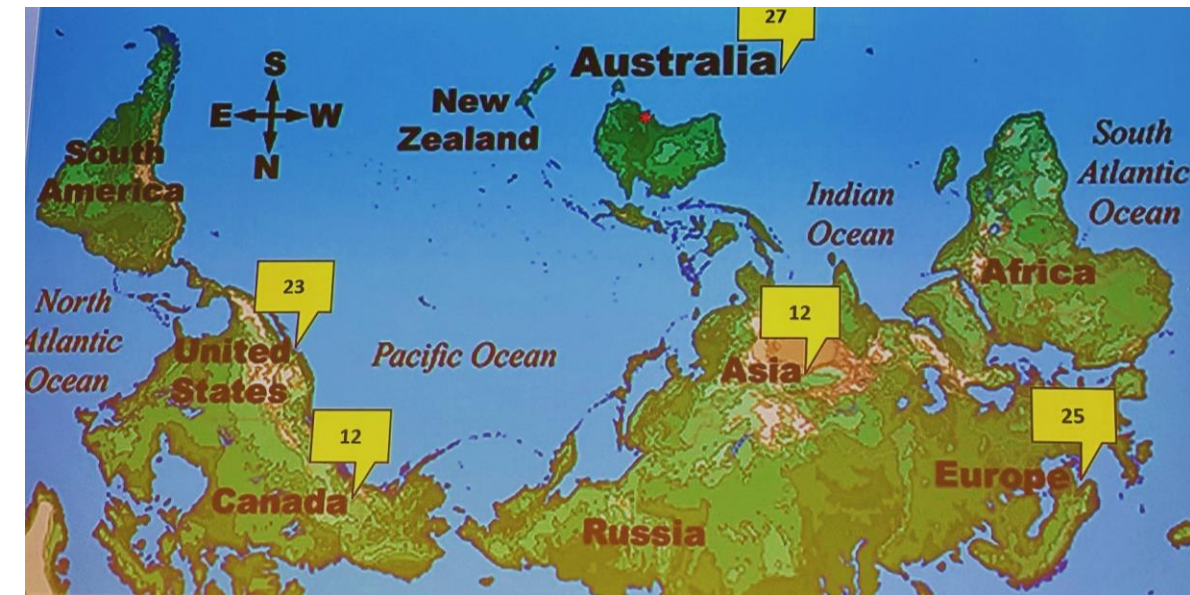 27
Australia
S
E W
N
New
Zealand
South
America
South
Atlantic
Ocean
Indian
Ocean
Africa
23
North
Atlantic
Ocean
United
States
Pacific Ocean
12
Asia
12
25
Canada
Europe
Russia